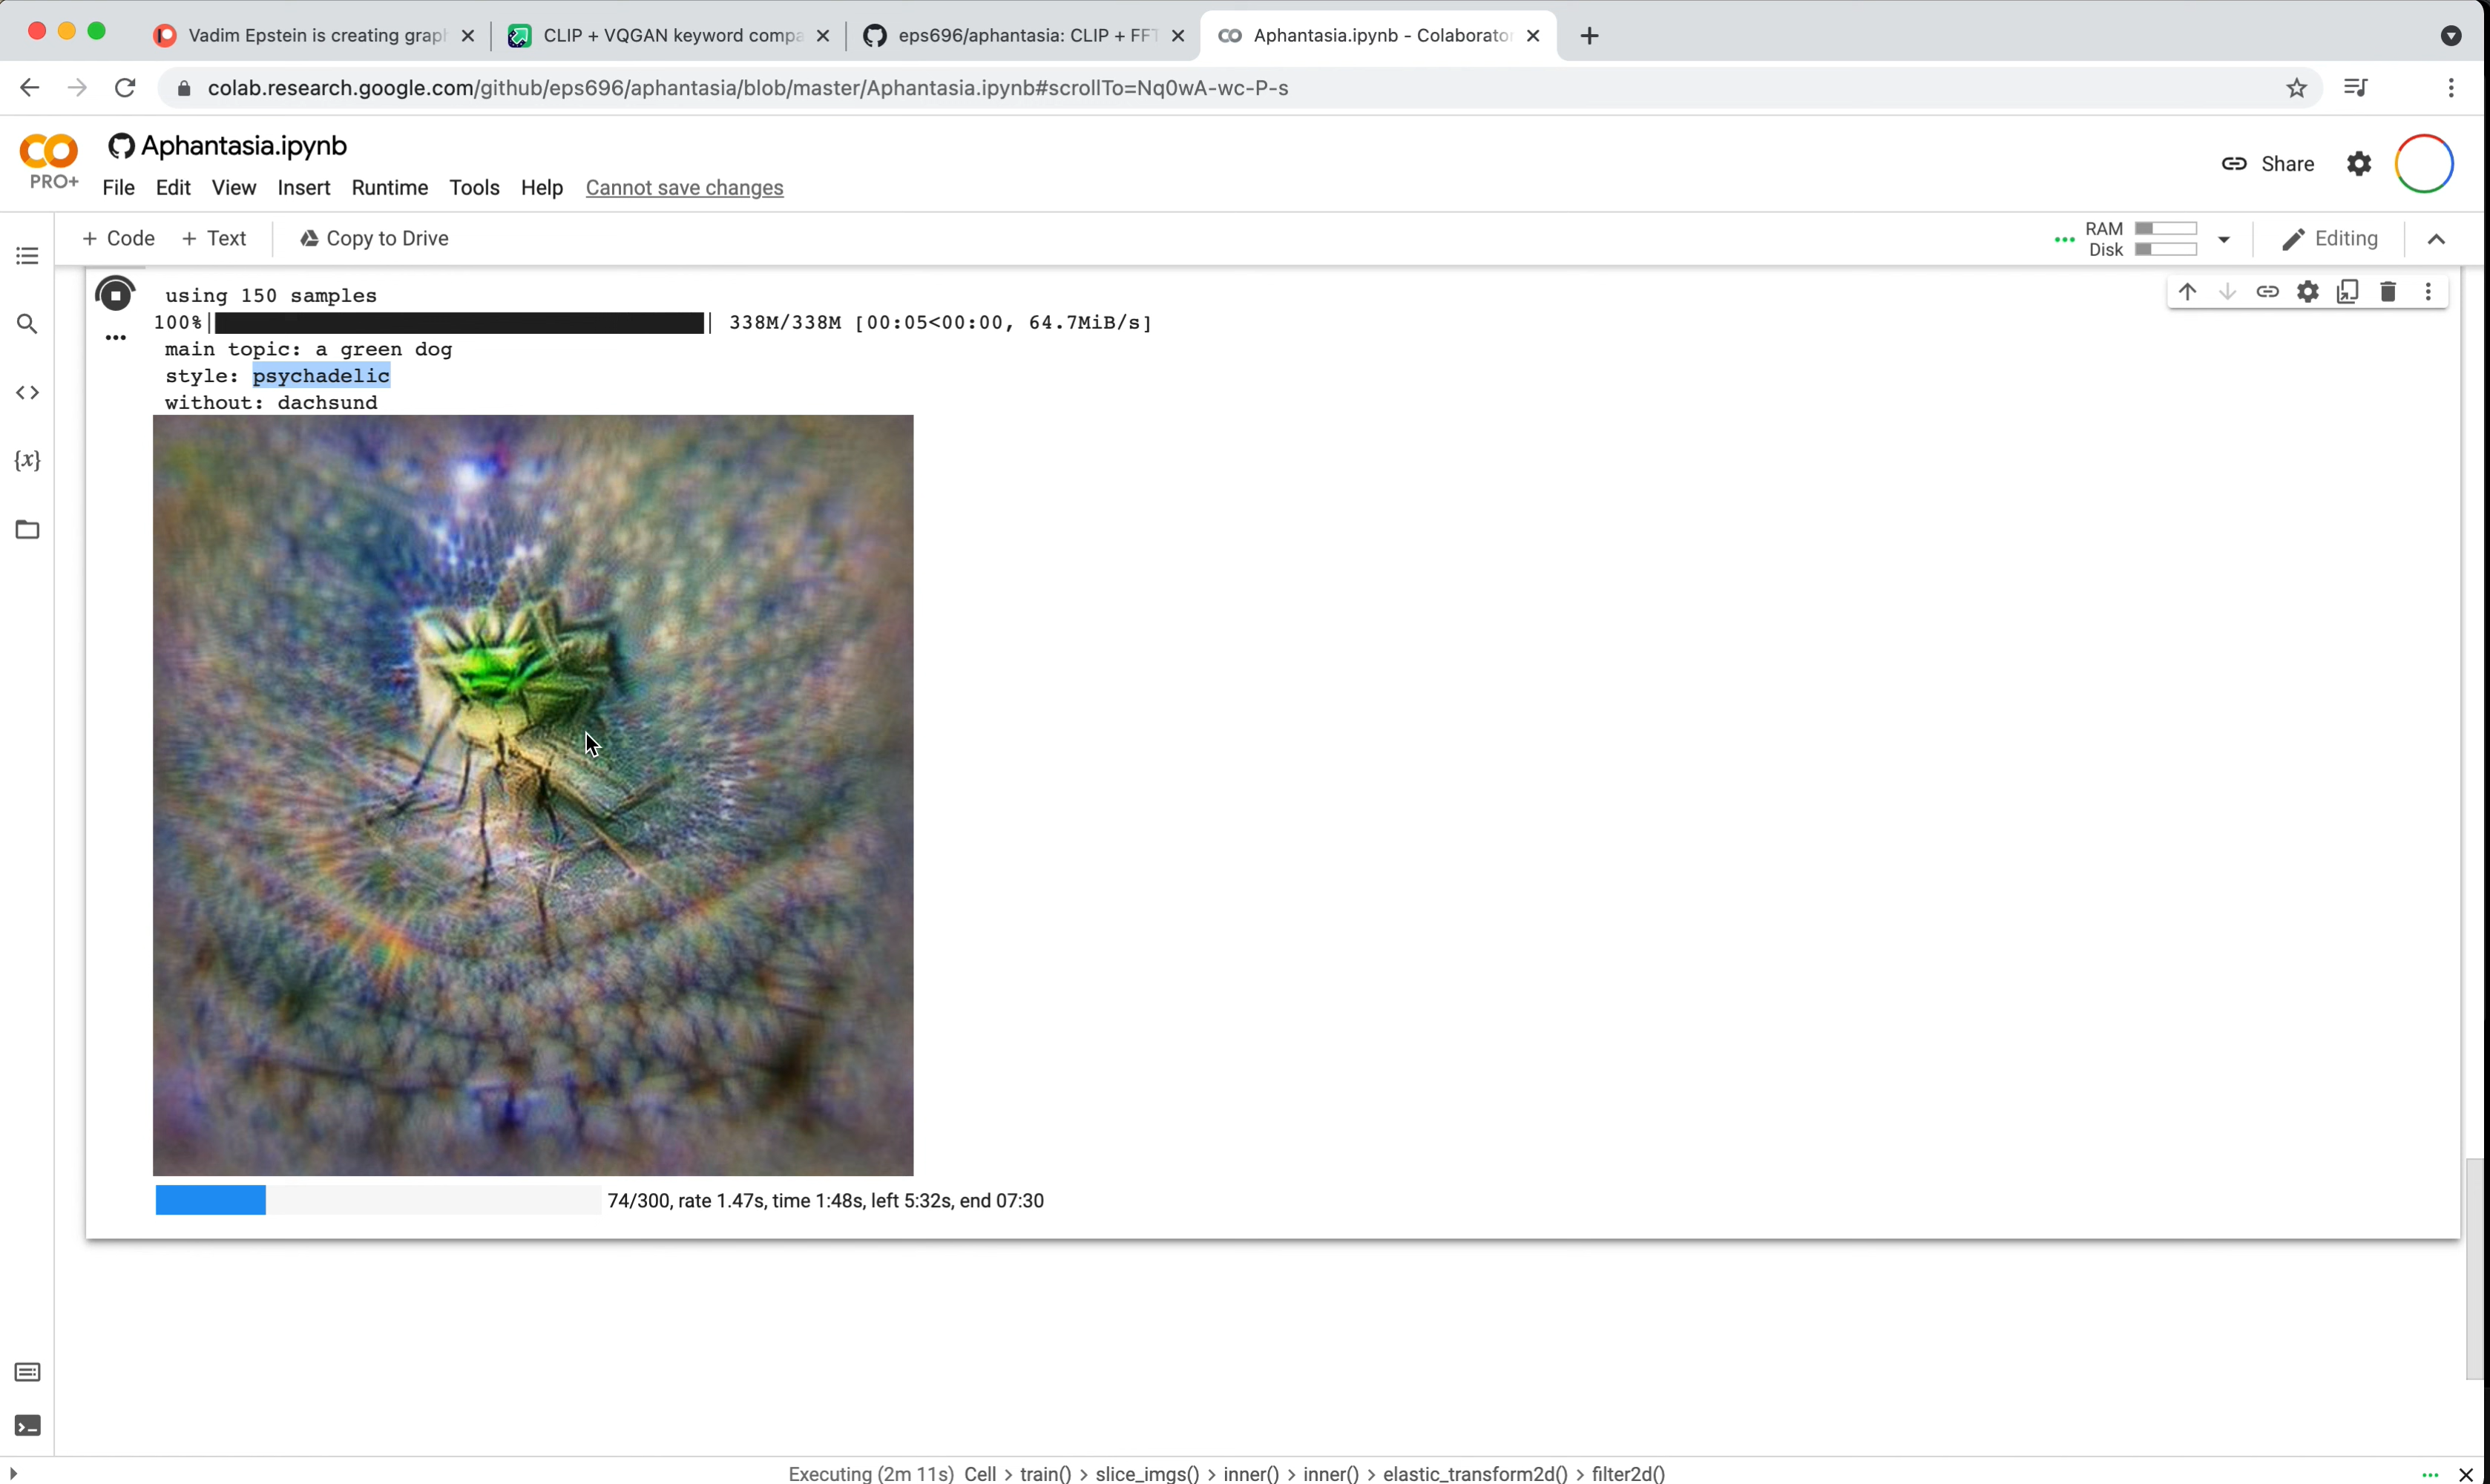 Vadim Epstein is creating grap
CLIP + VQGAN keyword compa
eps696/aphantasia: CLIP + FFT
Aphantasia.ipynb - Colaborator
colab.research.google.com/github/eps696/aphantasia/blob/master/Aphantasia.ipynb#scrollTo=Nq0wA-wc-P-s
PRO+
Aphantasia.ipynb
File Edit View Insert Runtime Tools Help Cannot save changes
Share
+ Code + Text Copy to Drive
RAM
Disk
Editing
using 150 samples
100%| | 338M/338M [00:05<00:00, 64.7MiB/s]
main topic: a green dog
style: psychadelic
without: dachsund
{x}
74/300, rate 1.47s, time 1:48s, left 5:32s, end 07:30
Executing (2m 11s) Cell > train() > slice_imgs() > inner() > inner() > elastic_transform2d() > filter2d()